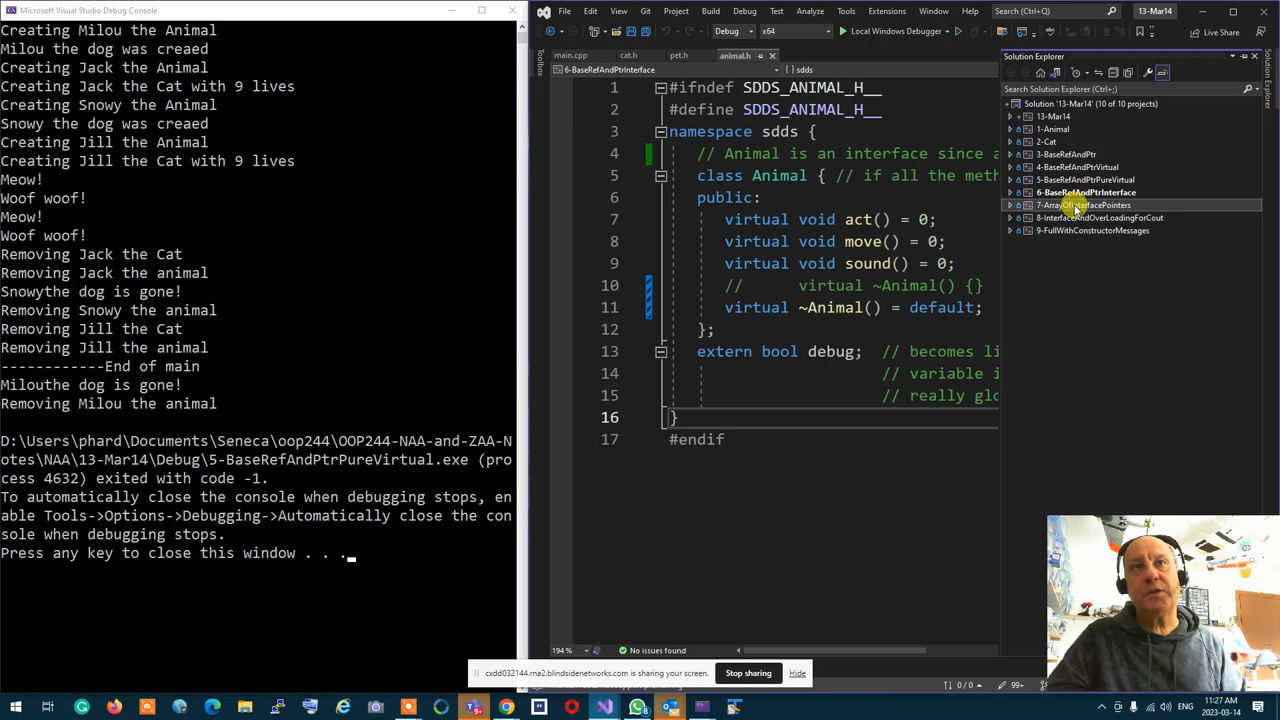 Microsoft Visual Studio Debug Console
Creating Milou the Animal
Milou the dog was creaed
Creating Jack the Animal
Creating Jack the Cat with 9 lives
Creating Snowy the Animal
Snowy the dog was creaed
Creating Jill the Animal
Creating Jill the Cat with 9 lives
Meow!
Woof woof!
Meow!
Woof woof!
Removing Jack the Cat
Removing Jack the animal
Snowythe dog is gone!
Removing Snowy the animal
Removing Jill the Cat
Removing Jill the animal
------------End of main
Milouthe dog is gone!
Removing Milou the animal
D:\Users\phard\Documents\Seneca\oop244\OOP244-NAA-and-ZAA-N
otes\NAA\13-Mar14\Debug\5-BaseRefAndPtrPureVirtual.exe (pro
cess 4632) exited with code -1.
To automatically close the console when debugging stops, en
able Tools->Options->Debugging->Automatically close the con
sole when debugging stops.
Press any key to close this window . . .
File Edit View Git Project Build Debug Test Analyze Tools Extensions Window Help Search (Ctrl+Q) 13-Mar14
Debug x64 Local Windows Debugger Live Share
main.cpp cat.h pet.h animal.h
6-BaseRefAndPtrInterface sdds
Toolbox
1 #ifndef SDDS_ANIMAL_H__
2 #define SDDS_ANIMAL_H__
3 namespace sdds {
4 // Animal is an interface since a
5 class Animal { // if all the meth
6 public:
7 virtual void act() = 0;
8 virtual void move() = 0;
9 virtual void sound() = 0;
10 // virtual ~Animal() {}
11 virtual ~Animal() = default;
12 };
13 extern bool debug; // becomes li
14 // variable i
15 // really glo
16 }
17 #endif
194 % No issues found
Solution Explorer
Search Solution Explorer (Ctrl+;)
Solution '13-Mar14' (10 of 10 projects)
13-Mar14
1-Animal
2-Cat
3-BaseRefAndPtr
4-BaseRefAndPtrVirtual
5-BaseRefAndPtrPureVirtual
6-BaseRefAndPtrInterface
7-ArrayOfInterfacePointers
8-InterfaceAndOverLoadingForCout
9-FullWithConstructorMessages
Solution Explorer
cxdd032144.rna2.blindsidenetworks.com is sharing your screen. Stop sharing Hide
0 / 0 99+
ENG 11:27 AM
2023-03-14